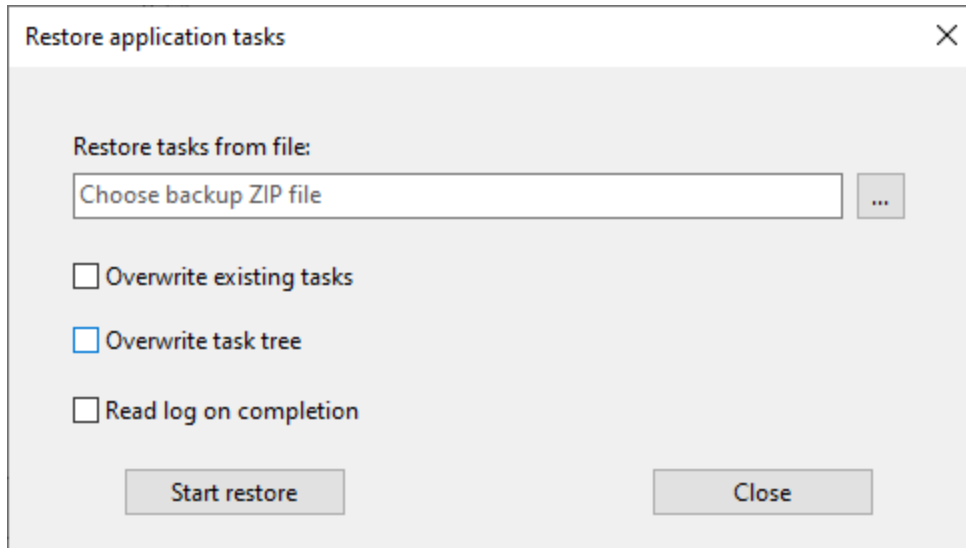 Restore application tasks
Restore tasks from file:
Choose backup ZIP file
...
Overwrite existing tasks
Overwrite task tree
Read log on completion
Start restore
Close